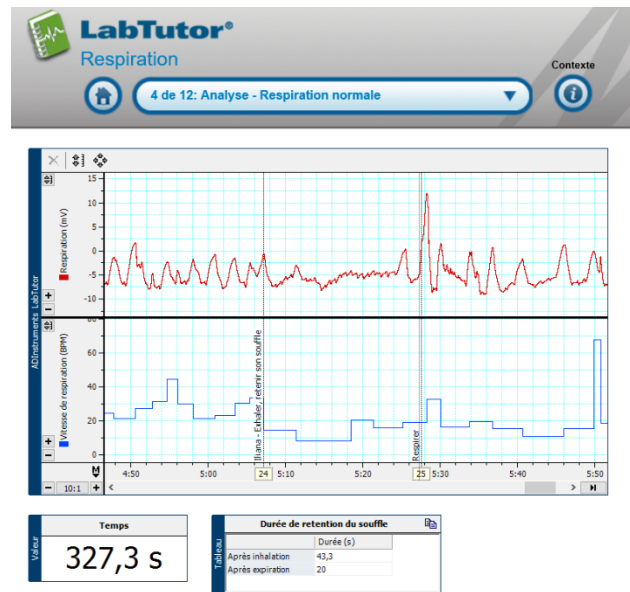 LabTutor®
Respiration
Contexte
4 de 12: Analyse - Respiration normale
ADInstruments LabTutor
Respiration (mV)
15
10
5
0
-5
-10
Vitesse de respiration (BPM)
80
60
40
20
0
Iliana - Exhaler, retenir son souffle
Respirer
4:50 5:00 24 5:10 5:20 25 5:30 5:40 5:50
10:1
Valeur
Temps
327,3 s
Tableau
Durée de retention du souffle
Durée (s)
Après inhalation 43,3
Après expiration 20